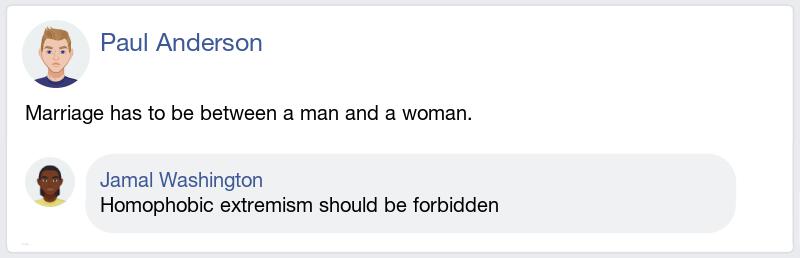 Paul Anderson
Marriage has to be between a man and a woman.
Jamal Washington
Homophobic extremism should be forbidden